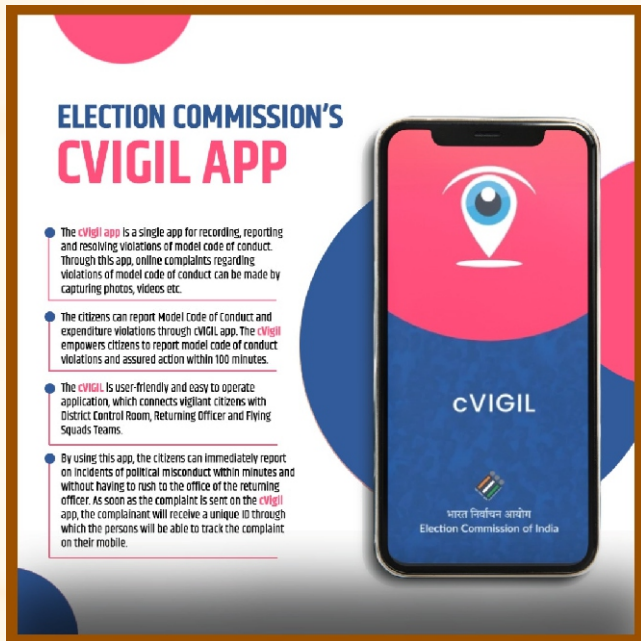 ELECTION COMMISSION'S
CVIGIL APP
The cVigil app is a single app for recording, reporting
and resolving violations of model code of conduct.
Through this app, online complaints regarding
violations of model code of conduct can be made by
capturing photos, videos etc.
The citizens can report Model Code of Conduct and
expenditure violations through cVIGIL app. The cVigil
empowers citizens to report model code of conduct
violations and assured action within 100 minutes.
The cVIGIL is user-friendly and easy to operate
application, which connects vigilant citizens with
District Control Room, Returning Officer and Flying
Squads Teams.
By using this app, the citizens can immediately report
on incidents of political misconduct within minutes and
without having to rush to the office of the returning
officer. As soon as the complaint is sent on the cVigil
app, the complainant will receive a unique ID through
which the persons will be able to track the complaint
on their mobile.
cVIGIL
भारत निर्वाचन आयोग
Election Commission of India